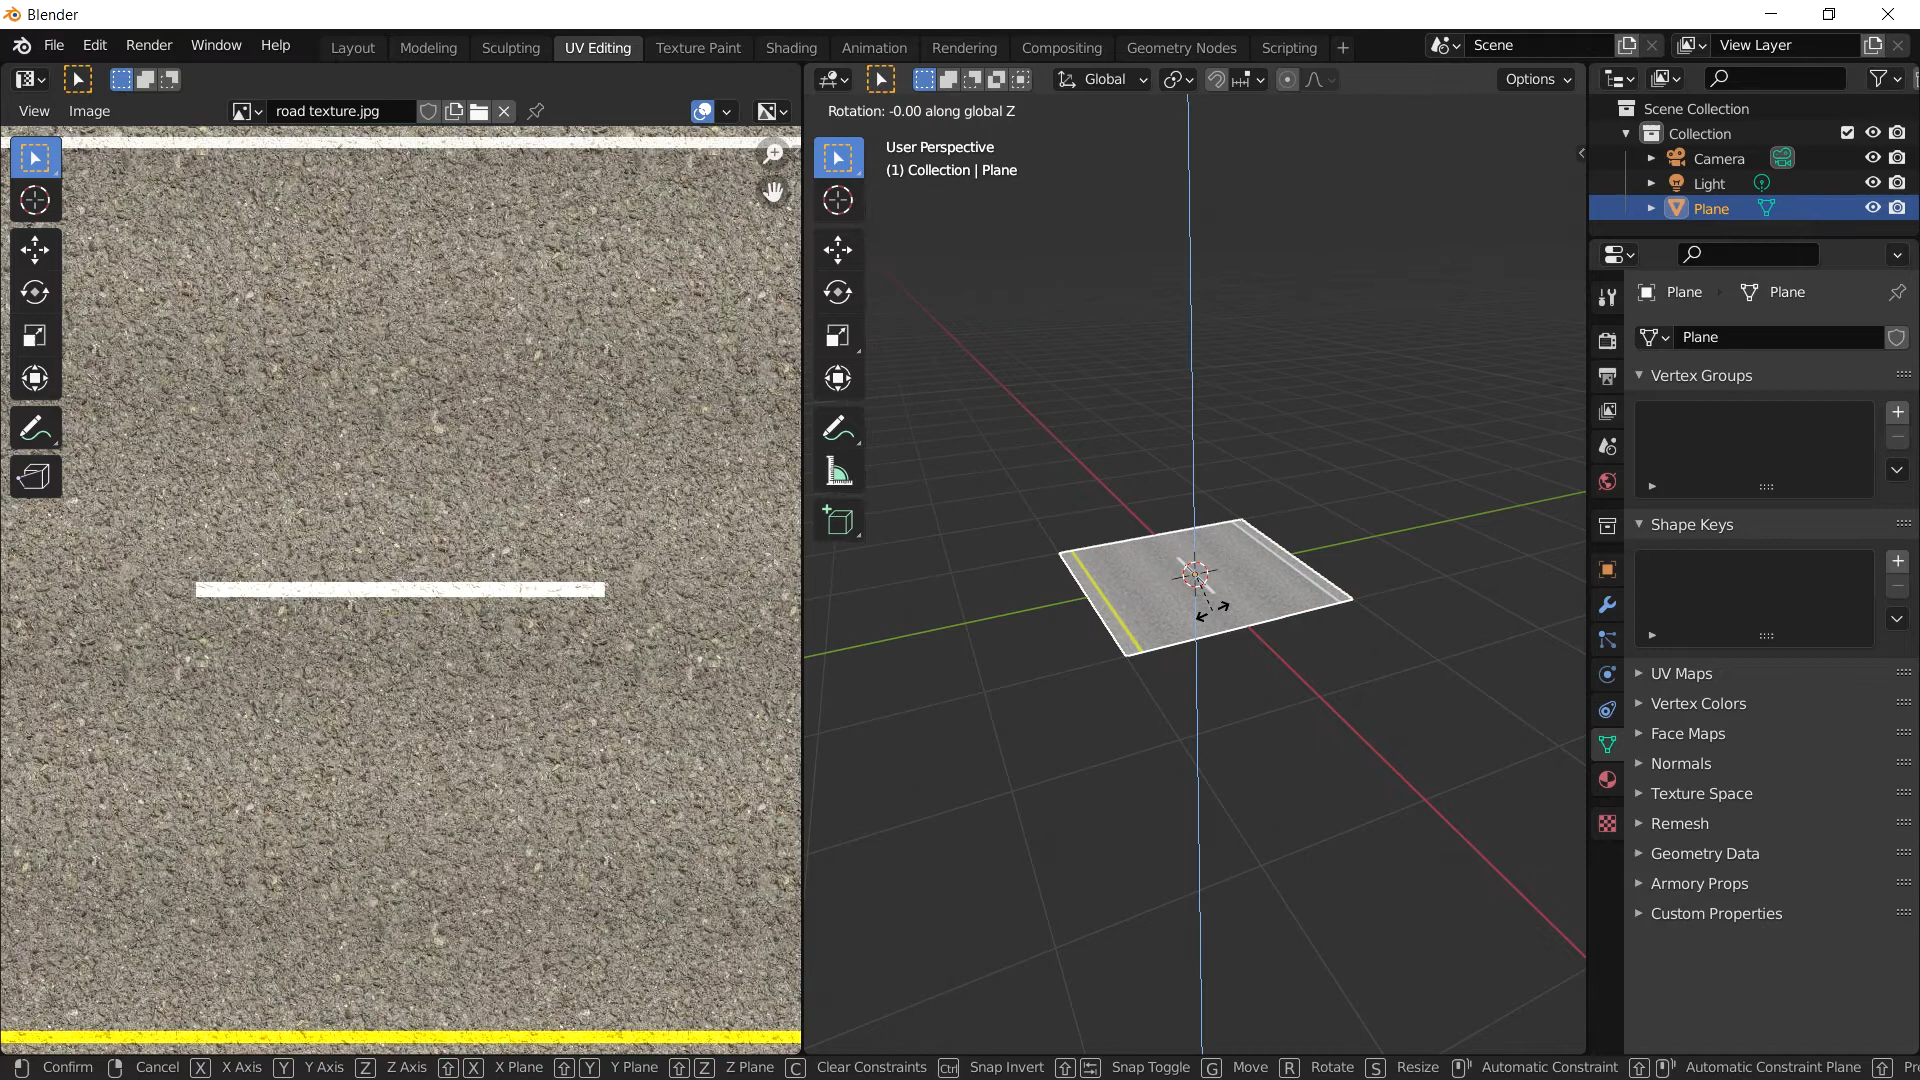 Blender
File Edit Render Window Help Layout Modeling Sculpting UV Editing Texture Paint Shading Animation Rendering Compositing Geometry Nodes Scripting + Scene View Layer
Global Options
View Image road texture.jpg Rotation: -0.00 along global Z
Scene Collection
Collection
User Perspective
(1) Collection | Plane
Camera
Light
Plane
Plane Plane
Plane
Vertex Groups
Shape Keys
UV Maps
Vertex Colors
Face Maps
Normals
Texture Space
Remesh
Geometry Data
Armory Props
Custom Properties
Confirm Cancel X X Axis Y Y Axis Z Z Axis X X Plane Y Y Plane Z Z Plane C Clear Constraints Ctrl Snap Invert Snap Toggle G Move R Rotate S Resize Automatic Constraint Automatic Constraint Plane